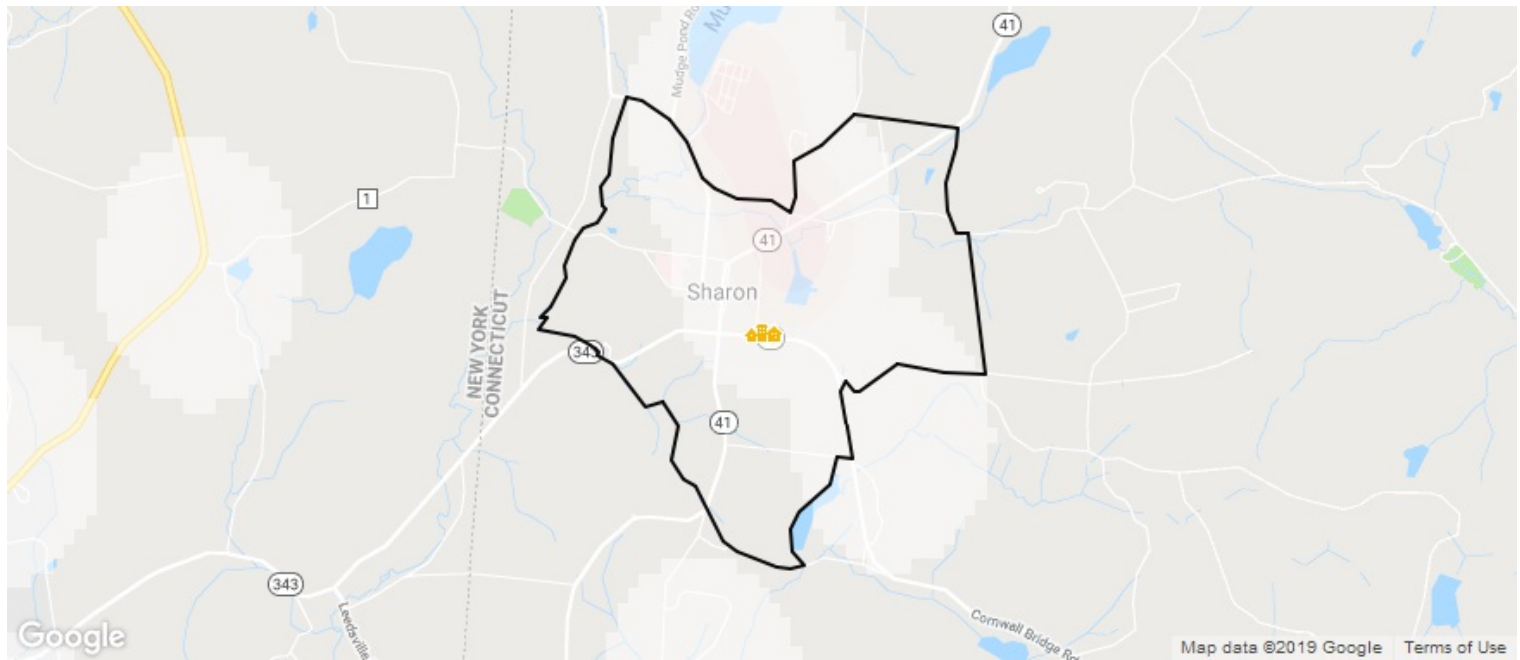 41
Mudge Pond Rd
Mu
1
41
Sharon
NEW YORK
CONNECTICUT
343
41
343
Leedsville
Cornwall Bridge Rd
Google
Map data ©2019 Google
Terms of Use